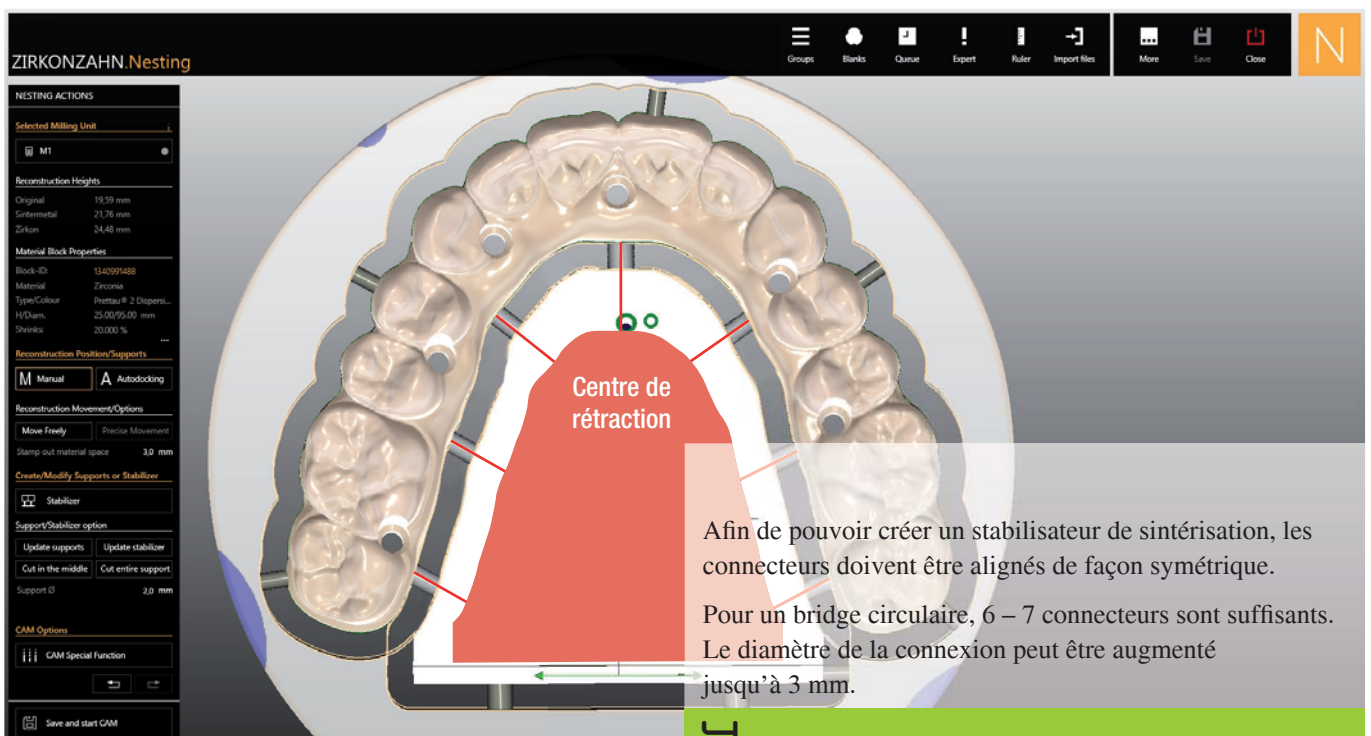 ZIRKONZAHN.Nesting
Groups
Blanks
Queue
Expert
Ruler
Import files
More
Save
Close
N
NESTING ACTIONS
Selected Milling Unit
M1
Reconstruction Heights
Original 19,59 mm
Sintermetal 21,76 mm
Zirkon 24,48 mm
Material Block Properties
Block-ID: 1340991488
Material Zirconia
Type/Colour Prettau® 2 Dispersi...
H/Diam. 25.00/95.00 mm
Shrinks: 20.000 %
...
Reconstruction Position/Supports
M Manual A Autodocking
Reconstruction Movement/Options
Move Freely Precise Movement
Stamp out material space 3,0 mm
Create/Modify Supports or Stabilizer
Stabilizer
Support/Stabilizer option
Update supports Update stabilizer
Cut in the middle Cut entire support
Support Ø 2,0 mm
CAM Options
CAM Special Function
Save and start CAM
Centre de
rétraction
Afin de pouvoir créer un stabilisateur de sintérisation, les
connecteurs doivent être alignés de façon symétrique.
Pour un bridge circulaire, 6 – 7 connecteurs sont suffisants.
Le diamètre de la connexion peut être augmenté
jusqu’à 3 mm.